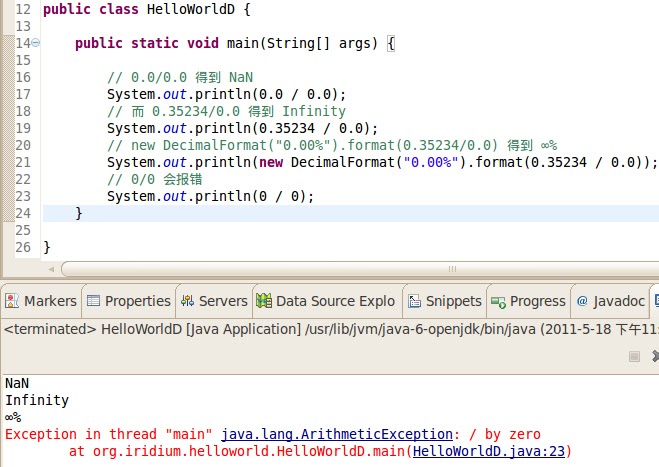 12 public class HelloWorldD {
13
14 public static void main(String[] args) {
15
16 // 0.0/0.0 得到 NaN
17 System.out.println(0.0 / 0.0);
18 // 而 0.35234/0.0 得到 Infinity
19 System.out.println(0.35234 / 0.0);
20 // new DecimalFormat("0.00%").format(0.35234/0.0) 得到 ∞%
21 System.out.println(new DecimalFormat("0.00%").format(0.35234 / 0.0));
22 // 0/0 会报错
23 System.out.println(0 / 0);
24 }
25
26 }
Markers Properties Servers Data Source Explo Snippets Progress @ Javadoc
<terminated> HelloWorldD [Java Application] /usr/lib/jvm/java-6-openjdk/bin/java (2011-5-18 下午11:
NaN
Infinity
∞%
Exception in thread "main" java.lang.ArithmeticException: / by zero
at org.iridium.helloworld.HelloWorldD.main(HelloWorldD.java:23)